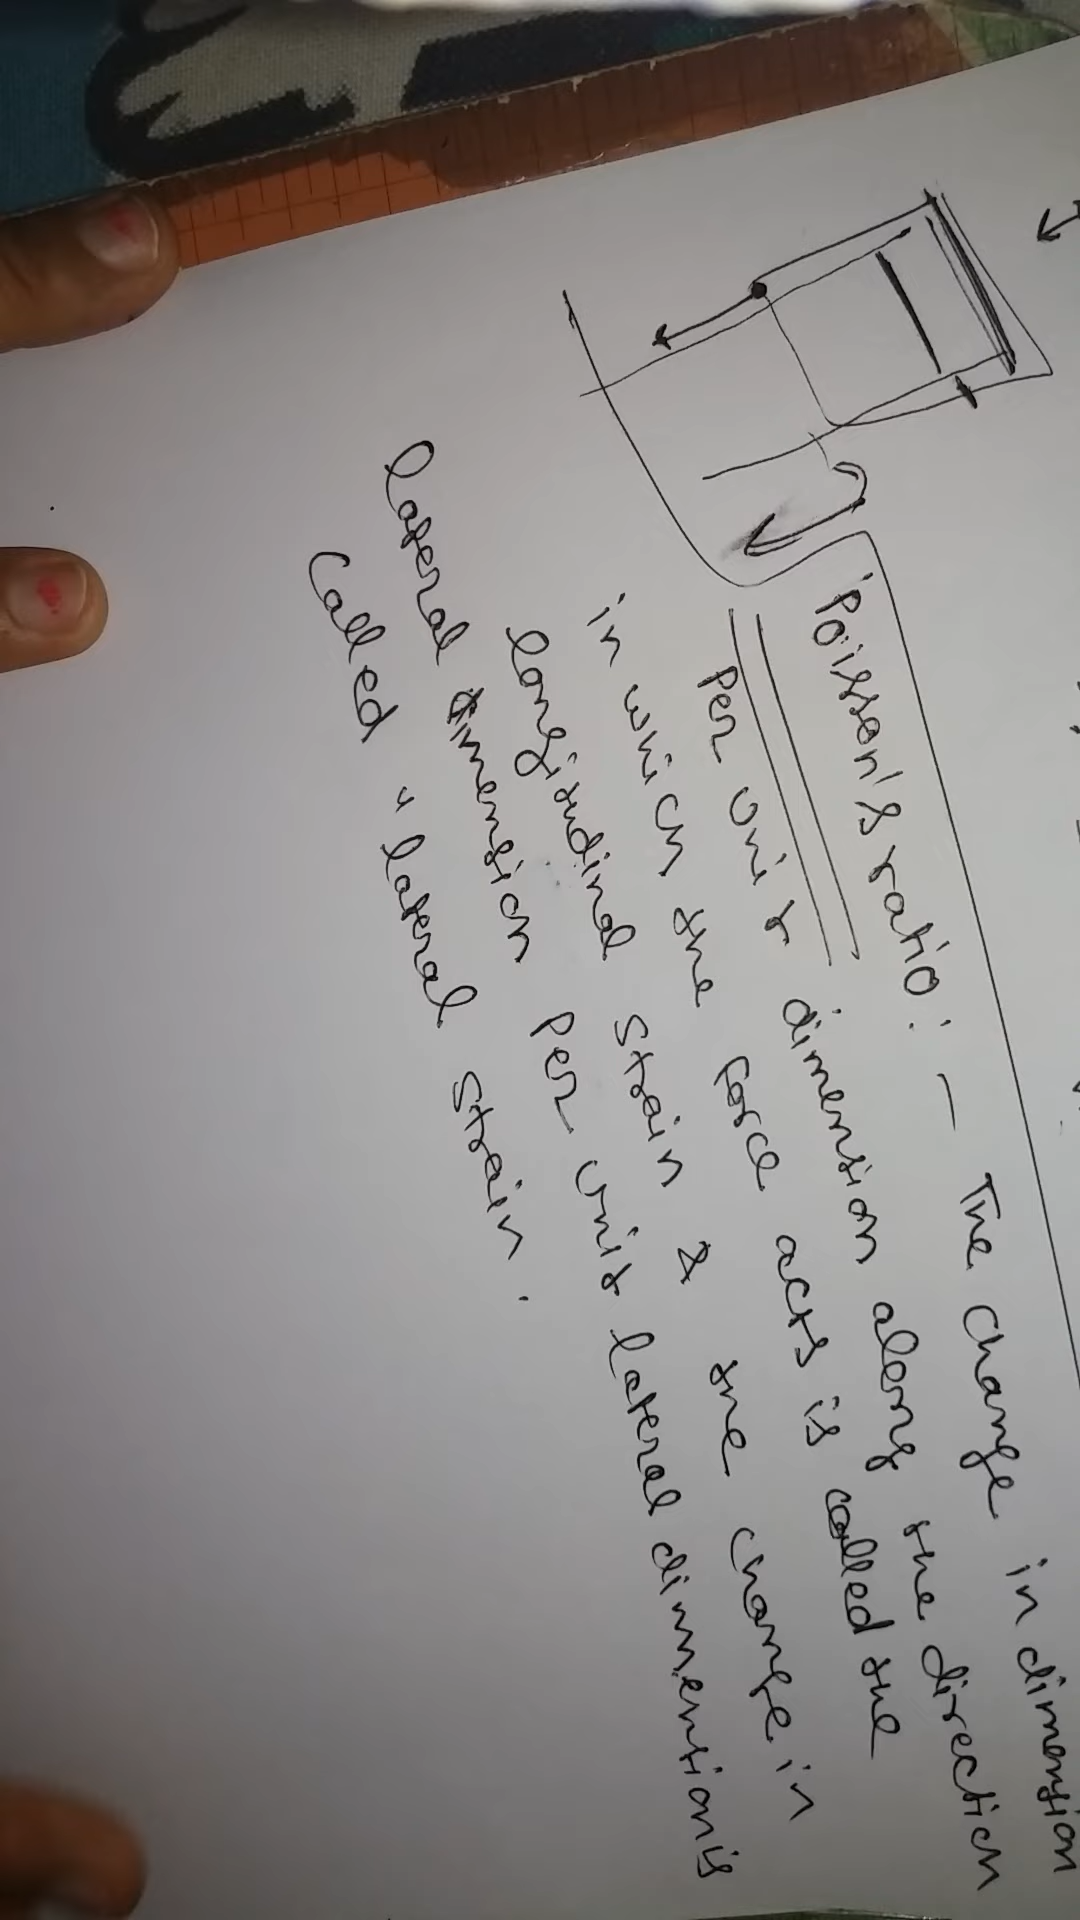 Poisson's ratio:- The change in dimension
Per unit dimension along the direction
in which the force acts is called the
longitudinal strain & the change in
lateral dimension per unit lateral dimension is
called " lateral strain.